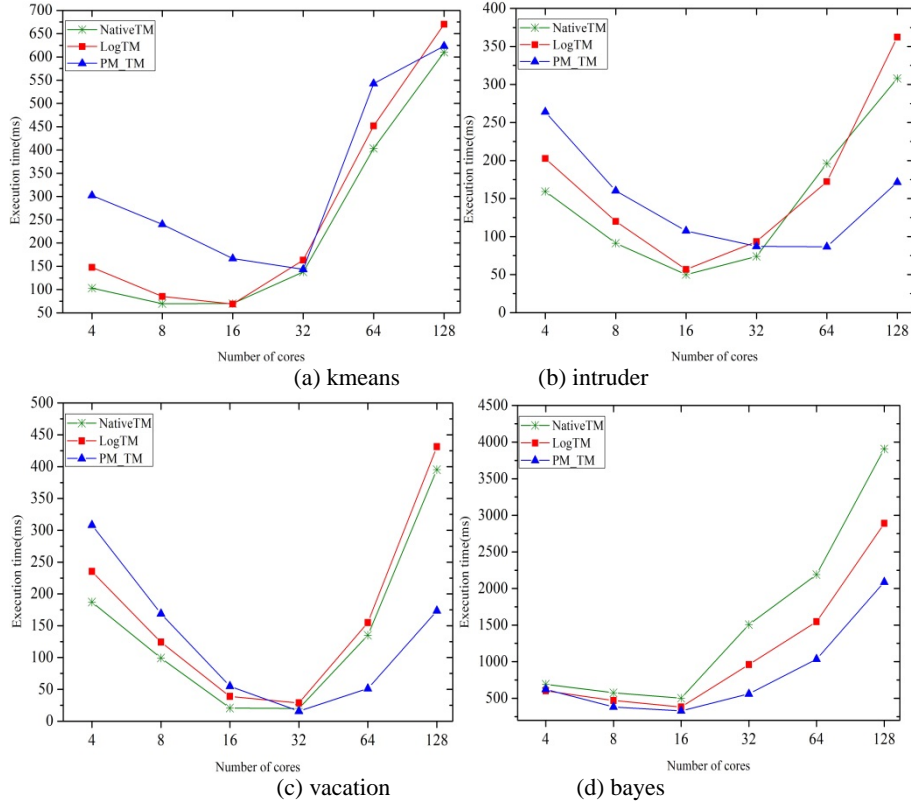 NativeTM
LogTM
PM_TM
Execution time(ms)
700
650
600
550
500
450
400
350
300
250
200
150
100
50
4 8 16 32 64 128
Number of cores
(a) kmeans
NativeTM
LogTM
PM_TM
Execution time(ms)
400
350
300
250
200
150
100
50
0
4 8 16 32 64 128
Number of cores
(b) intruder
NativeTM
LogTM
PM_TM
Execution time(ms)
500
450
400
350
300
250
200
150
100
50
0
4 8 16 32 64 128
Number of cores
(c) vacation
NativeTM
LogTM
PM_TM
Execution time(ms)
4500
4000
3500
3000
2500
2000
1500
1000
500
4 8 16 32 64 128
Number of cores
(d) bayes